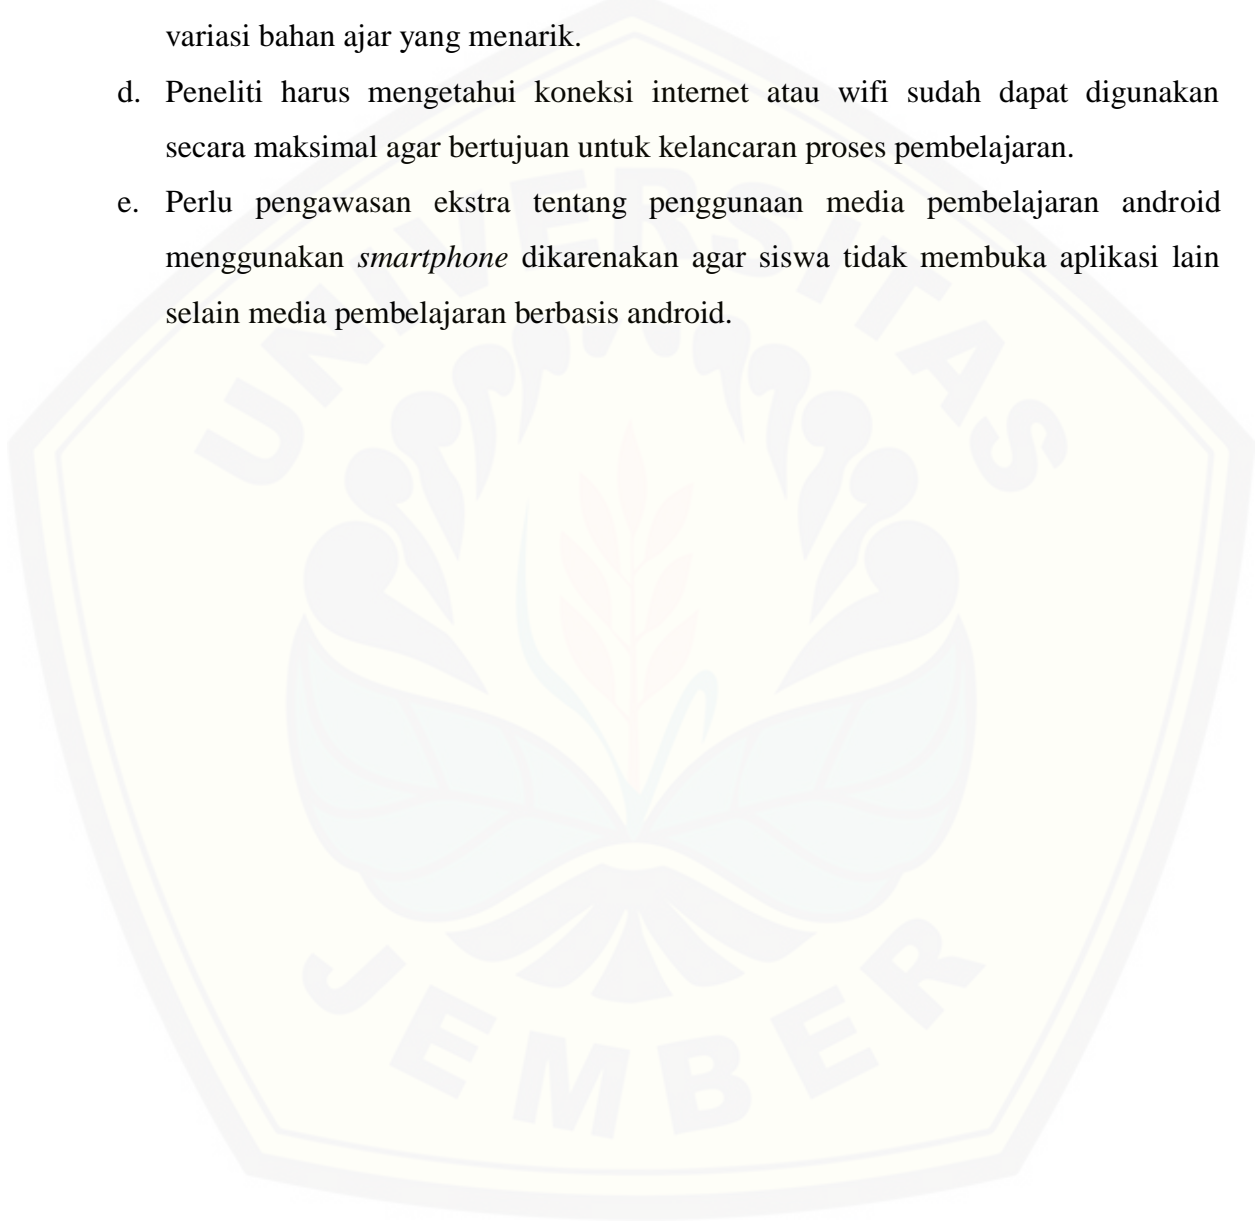 variasi bahan ajar yang menarik.
d. Peneliti harus mengetahui koneksi internet atau wifi sudah dapat digunakan
secara maksimal agar bertujuan untuk kelancaran proses pembelajaran.
e. Perlu pengawasan ekstra tentang penggunaan media pembelajaran android
menggunakan smartphone dikarenakan agar siswa tidak membuka aplikasi lain
selain media pembelajaran berbasis android.
UNIVERSITAS
JEMBER